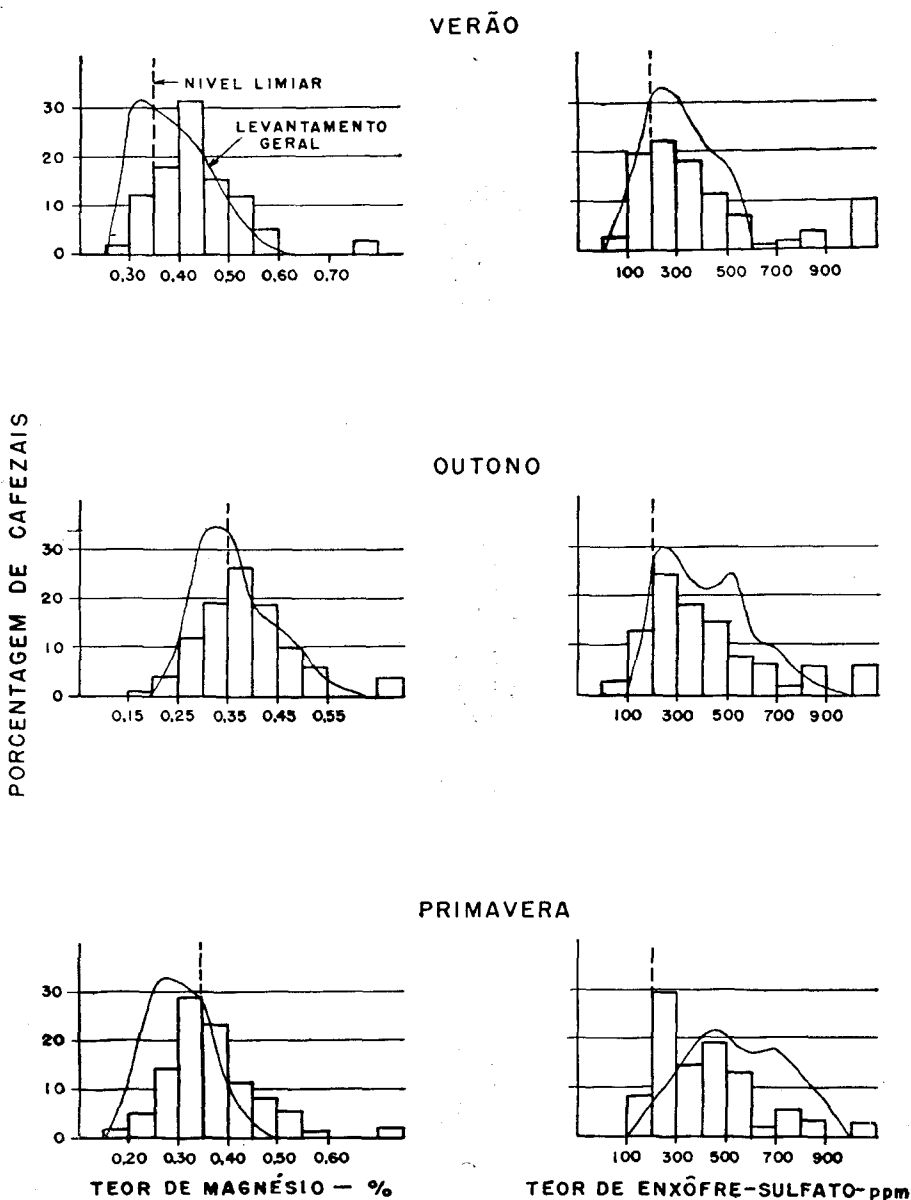 VERÃO
NIVEL LIMIAR
LEVANTAMENTO
GERAL
30
20
10
0
0,30 0,40 0,50 0,60 0,70
100 300 500 700 900
PORCENTAGEM DE CAFEZAIS
OUTONO
30
20
10
0
0,15 0,25 0,35 0,45 0,55
100 300 500 700 900
PRIMAVERA
30
20
10
0
0,20 0,30 0,40 0,50 0,60
100 300 500 700 900
TEOR DE MAGNÉSIO — %
TEOR DE ENXÔFRE-SULFATO-ppm